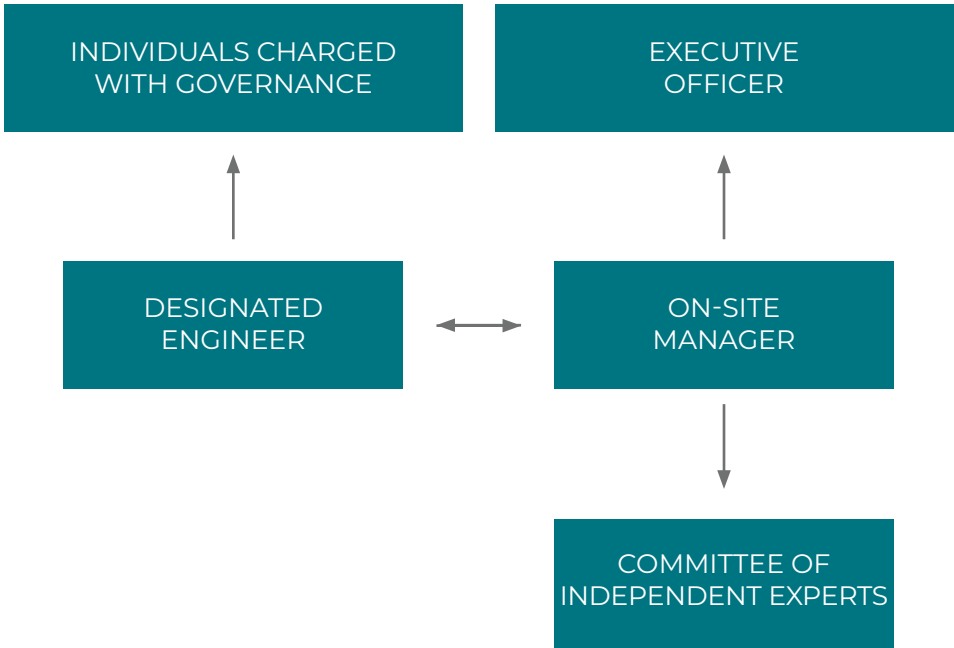 INDIVIDUALS CHARGED
WITH GOVERNANCE
EXECUTIVE
OFFICER
DESIGNATED
ENGINEER
ON-SITE
MANAGER
COMMITTEE OF
INDEPENDENT EXPERTS